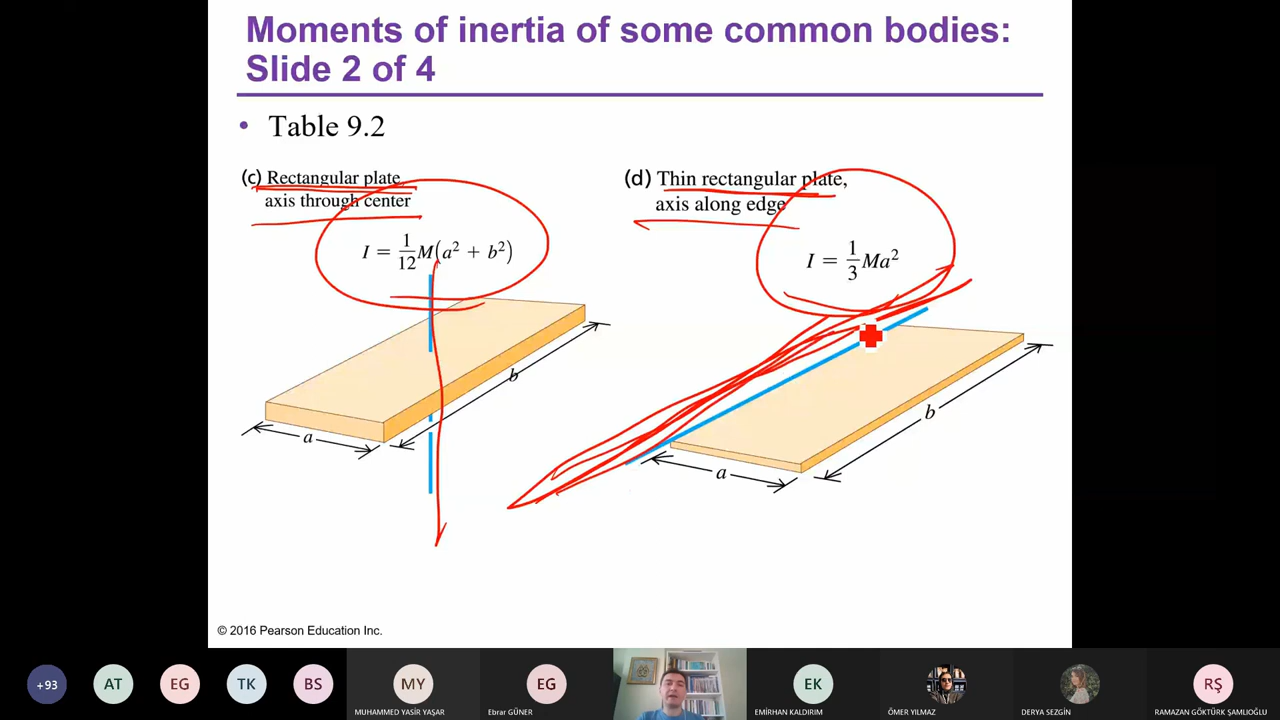 Moments of inertia of some common bodies:
Slide 2 of 4
• Table 9.2
(c) Rectangular plate,
axis through center
I = 1/12 M(a² + b²)
a
b
(d) Thin rectangular plate,
axis along edge
I = 1/3 Ma²
a
b
© 2016 Pearson Education Inc.
+93
AT
EG
TK
BS
MY
MUHAMMED YASİR YAŞAR
EG
Ebrar GÜNER
EK
EMİRHAN KALDIRIM
ÖMER YILMAZ
DERYA SEZGİN
RŞ
RAMAZAN GÖKTÜRK ŞAMLIOĞLU